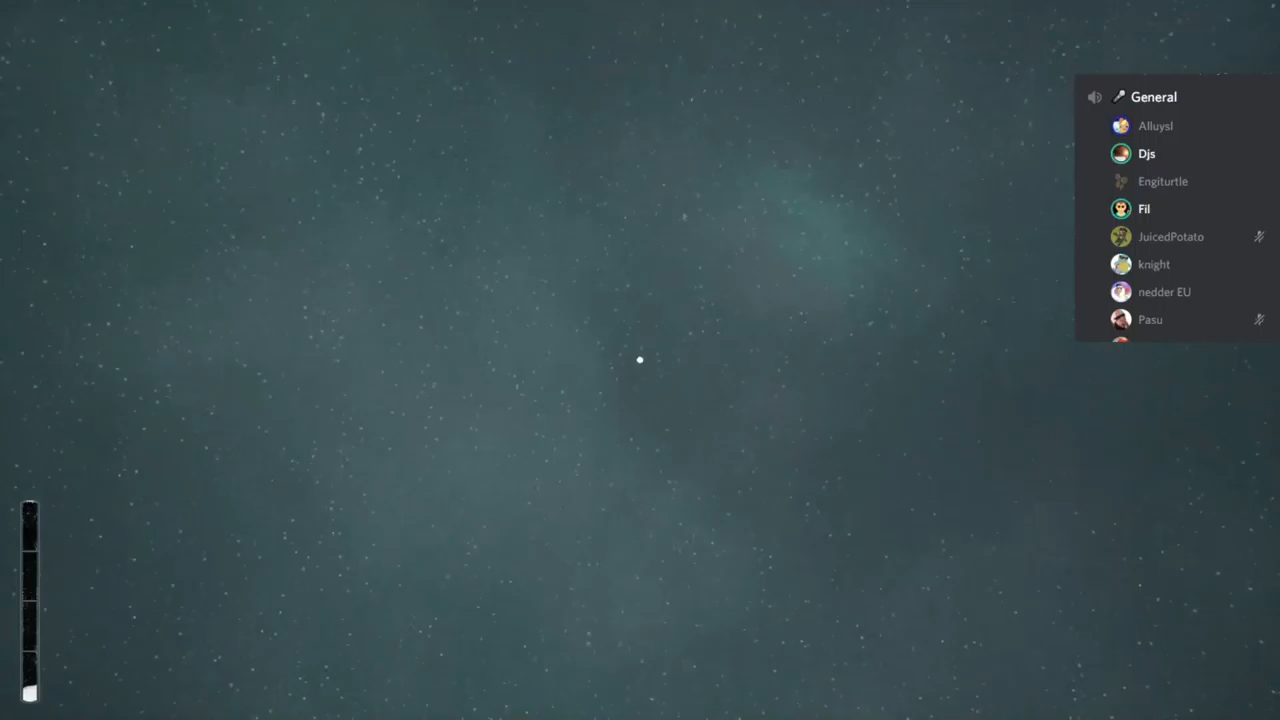 General
Alluysl
Djs
Engiturtle
Fil
JuicedPotato
knight
nedder EU
Pasu